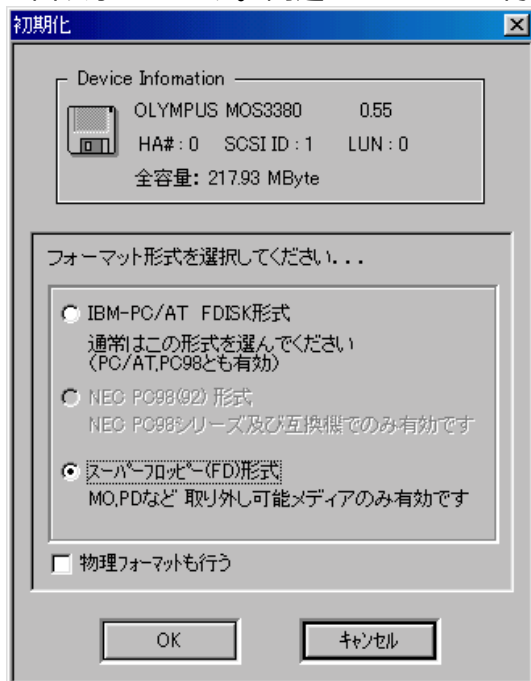 初期化
Device Infomation
OLYMPUS MOS3380 0.55
HA# : 0 SCSI ID : 1 LUN : 0
全容量: 217.93 MByte
フォーマット形式を選択してください...
IBM-PC/AT FDISK形式
通常はこの形式を選んでください
(PC/AT,PC98とも有効)
NEC PC98(92) 形式
NEC PC98シリーズ及び互換機でのみ有効です
スーパーフロッピー(FD)形式
MO,PDなど 取り外し可能メディアのみ有効です
物理フォーマットも行う
OK
キャンセル